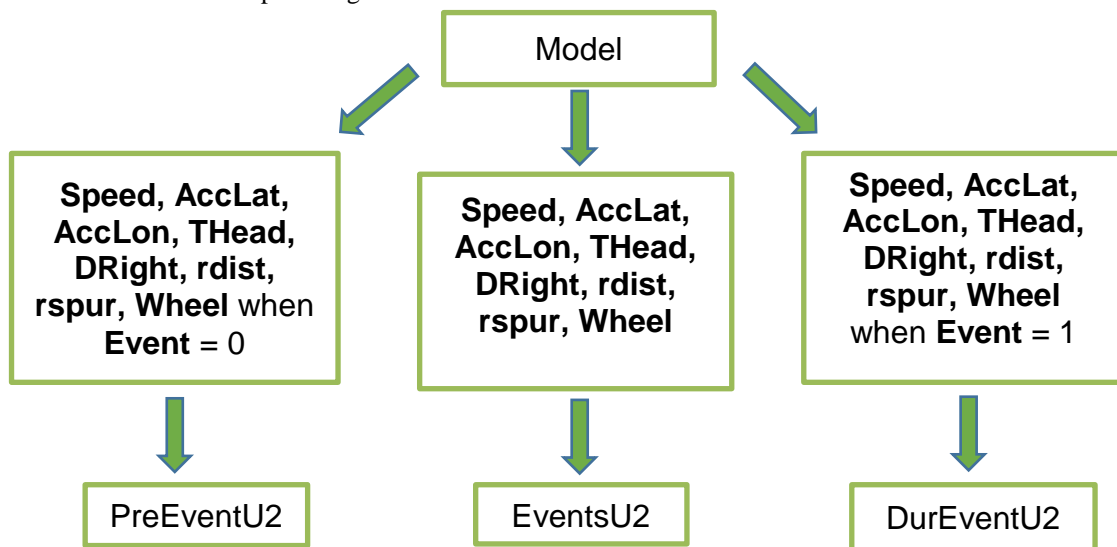 Model
Speed, AccLat,
AccLon, THead,
DRight, rdist,
rspur, Wheel when
Event = 0
Speed, AccLat,
AccLon, THead,
DRight, rdist,
rspur, Wheel
Speed, AccLat,
AccLon, THead,
DRight, rdist,
rspur, Wheel
when Event = 1
PreEventU2
EventsU2
DurEventU2